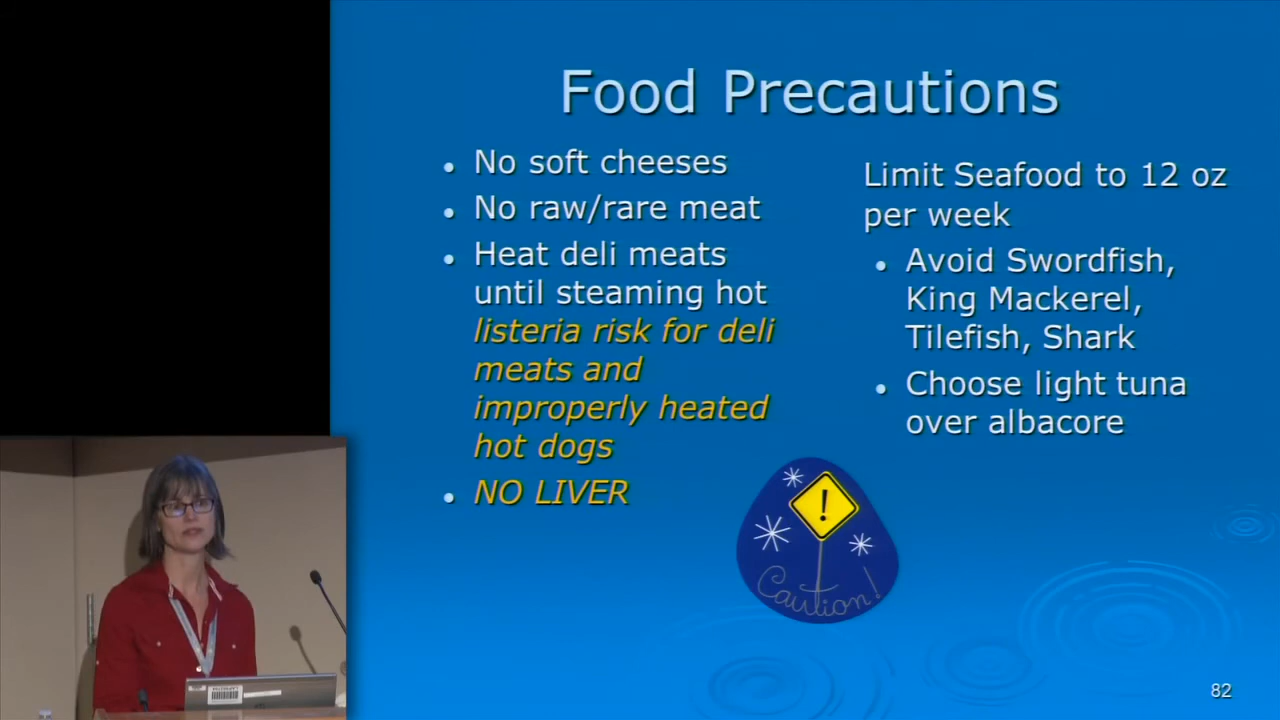 Food Precautions
• No soft cheeses
• No raw/rare meat
• Heat deli meats
until steaming hot
listeria risk for deli
meats and
improperly heated
hot dogs
• NO LIVER
Limit Seafood to 12 oz
per week
• Avoid Swordfish,
King Mackerel,
Tilefish, Shark
• Choose light tuna
over albacore
!
Caution!
82